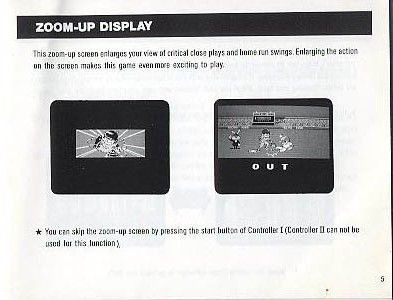 ZOOM-UP DISPLAY
This zoom-up screen enlarges your view of critical close plays and home run swings. Enlarging the action
on the screen makes this game even more exciting to play.
OUT
★ You can skip the zoom-up screen by pressing the start button of Controller I (Controller II can not be
used for this function).
5